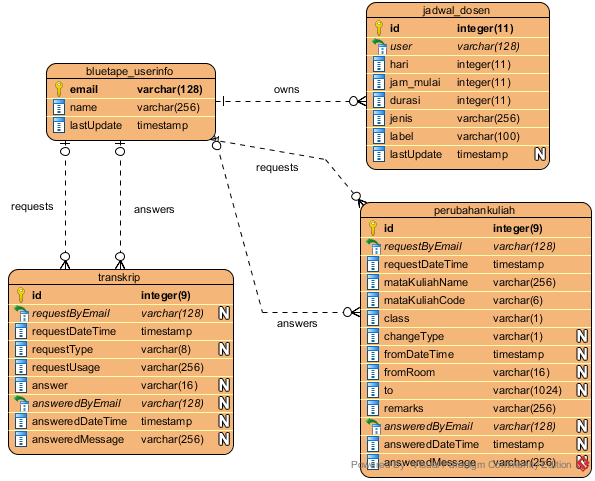 jadwal_dosen
id integer(11)
user varchar(128)
hari integer(11)
jam_mulai integer(11)
durasi integer(11)
jenis varchar(256)
label varchar(100)
lastUpdate timestamp N
bluetape_userinfo
email varchar(128)
name varchar(256)
lastUpdate timestamp
owns
requests
requests
answers
answers
transkrip
id integer(9)
requestByEmail varchar(128) N
requestDateTime timestamp
requestType varchar(8) N
requestUsage varchar(256)
answer varchar(16) N
answeredByEmail varchar(128) N
answeredDateTime timestamp N
answeredMessage varchar(256) N
perubahankuliah
id integer(9)
requestByEmail varchar(128)
requestDateTime timestamp
mataKuliahName varchar(256)
mataKuliahCode varchar(6)
class varchar(1)
changeType varchar(1) N
fromDateTime timestamp N
fromRoom varchar(16) N
to varchar(1024) N
remarks varchar(256)
answeredByEmail varchar(128) N
answeredDateTime timestamp N
answeredMessage varchar(256) N
Powered By Visual Paradigm Community Edition